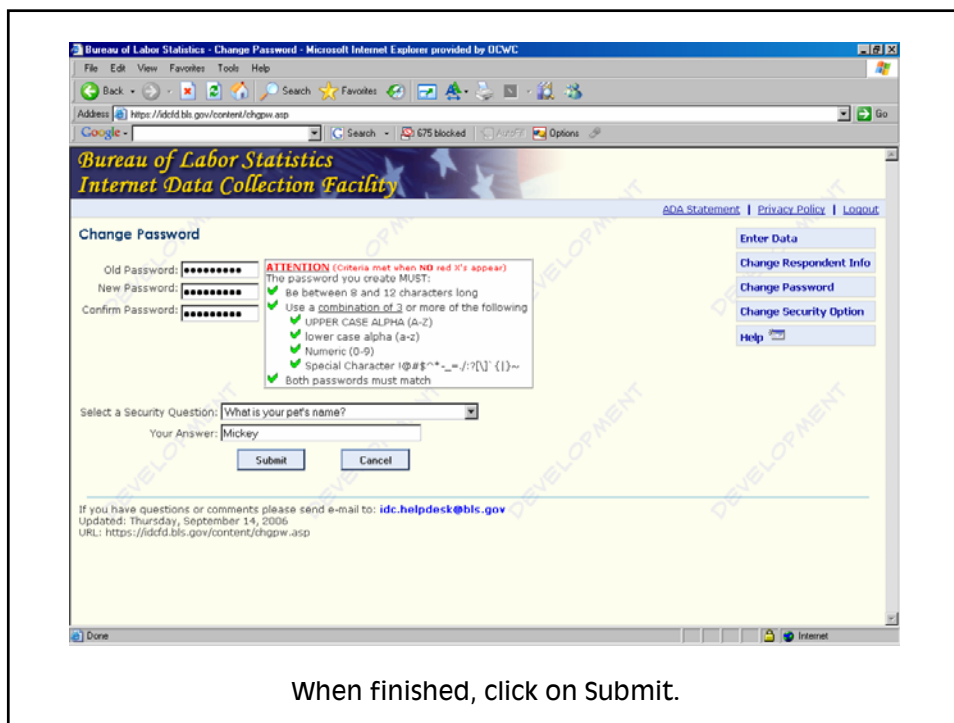 Bureau of Labor Statistics - Change Password - Microsoft Internet Explorer provided by OCWC
File Edit View Favorites Tools Help
Back Search Favorites
Address https://idcfd.bls.gov/content/chgpw.asp Go
Google Search 675 blocked AutoFill Options
Bureau of Labor Statistics
Internet Data Collection Facility
ADA Statement | Privacy Policy | Logout
Change Password
Old Password: •••••••••
New Password: •••••••••
Confirm Password: •••••••••
ATTENTION (Criteria met when NO red X's appear)
The password you create MUST:
Be between 8 and 12 characters long
Use a combination of 3 or more of the following
UPPER CASE ALPHA (A-Z)
lower case alpha (a-z)
Numeric (0-9)
Special Character !@#$^*-_=./:?[\]`{|}~
Both passwords must match
Enter Data
Change Respondent Info
Change Password
Change Security Option
Help
Select a Security Question: What is your pet's name?
Your Answer: Mickey
Submit Cancel
If you have questions or comments please send e-mail to: idc.helpdesk@bls.gov
Updated: Thursday, September 14, 2006
URL: https://idcfd.bls.gov/content/chgpw.asp
DEVELOPMENT
Done Internet
When finished, click on Submit.